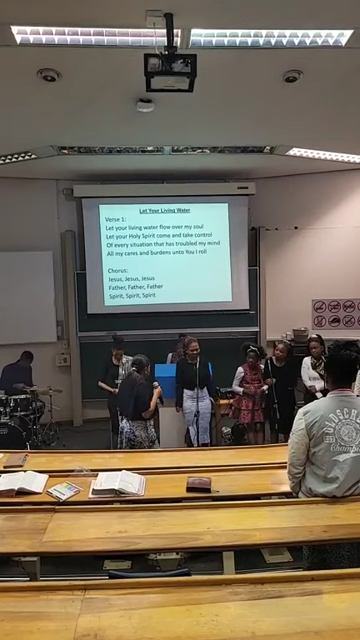 Let Your Living Water
Verse 1:
Let your living water flow over my soul
Let your Holy Spirit come and take control
Of every situation that has troubled my mind
All my cares and burdens unto You I roll
Chorus:
Jesus, Jesus, Jesus
Father, Father, Father
Spirit, Spirit, Spirit